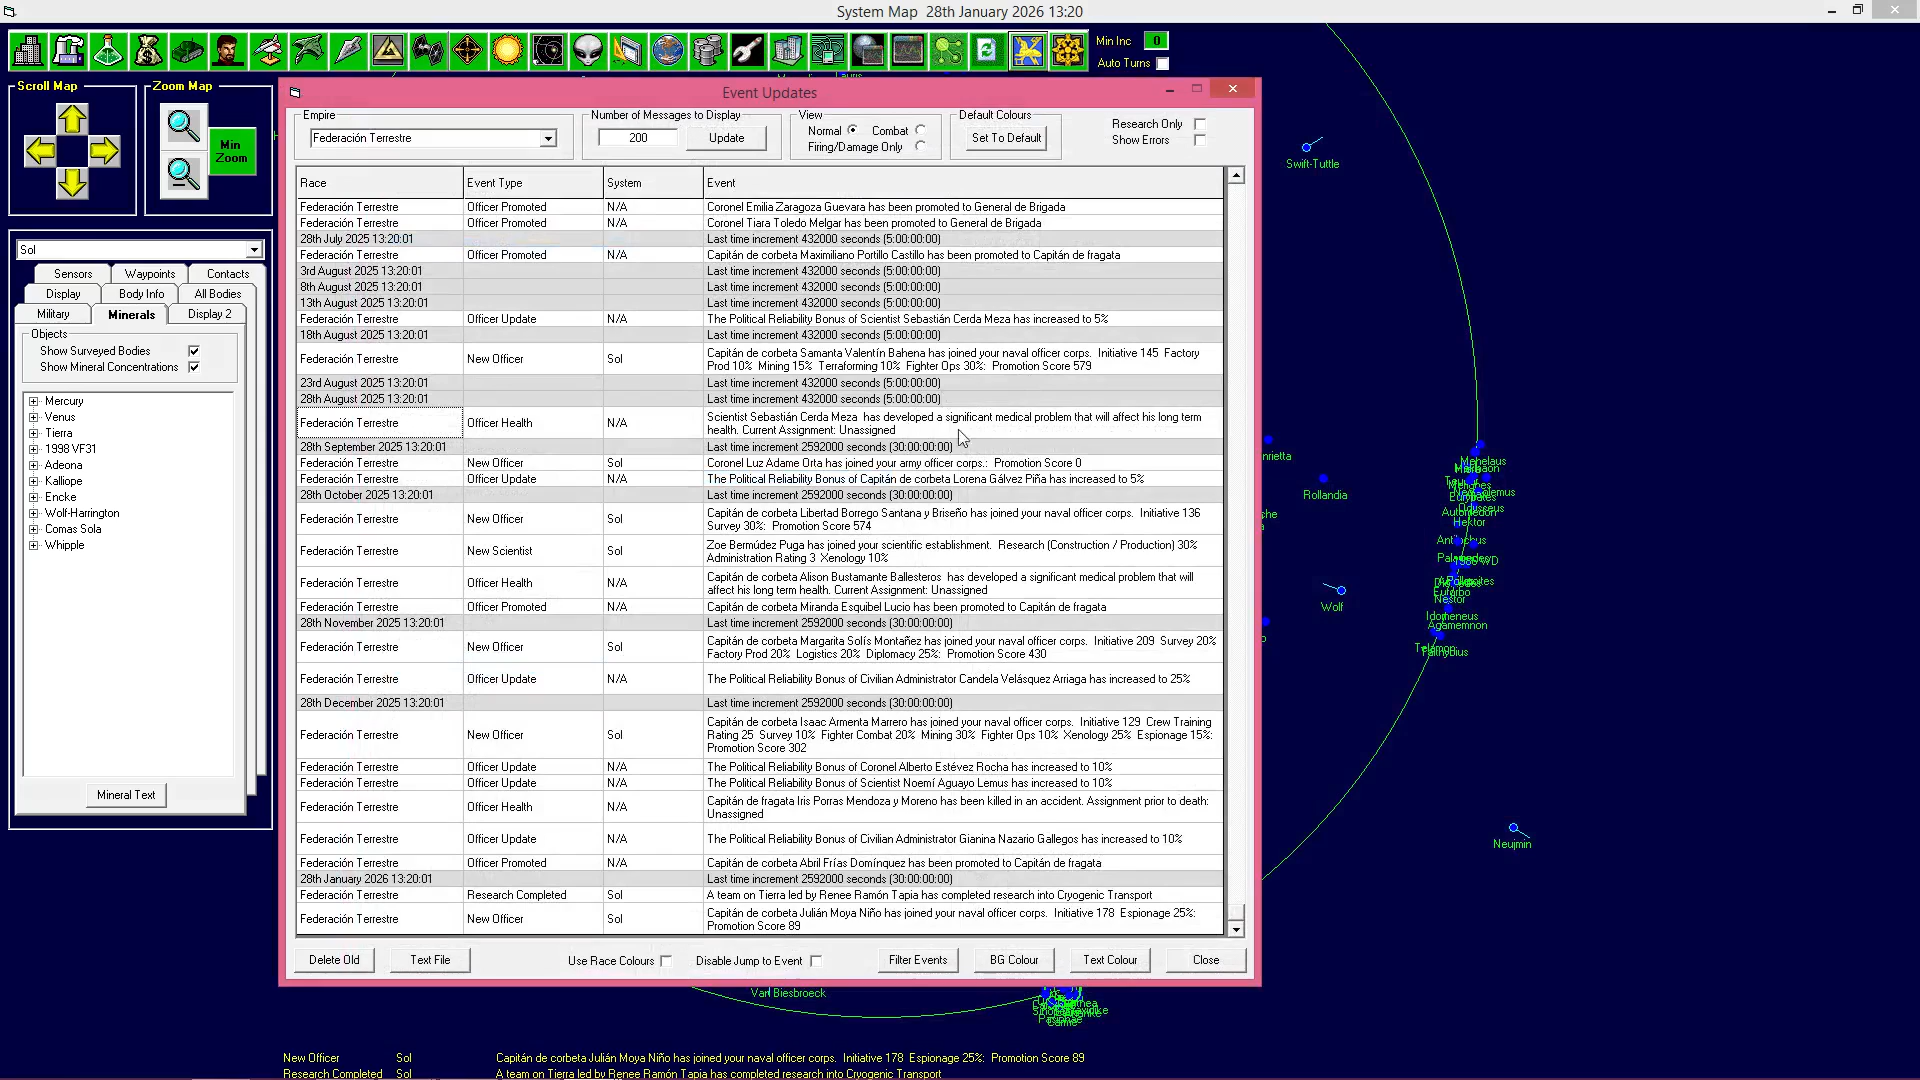 System Map 28th January 2026 13:20
Min Inc 0
Auto Turns
Scroll Map
Zoom Map
Min Zoom
Sol
Sensors Waypoints Contacts
Display Body Info All Bodies
Military Minerals Display 2
Objects
Show Surveyed Bodies
Show Mineral Concentrations
Mercury
Venus
Tierra
1998 VF31
Adeona
Kalliope
Encke
Wolf-Harrington
Comas Sola
Whipple
Mineral Text
Event Updates
Empire
Federación Terrestre
Number of Messages to Display
200 Update
View
Normal Combat
Firing/Damage Only
Default Colours
Set To Default
Research Only
Show Errors
Race Event Type System Event
Federación Terrestre Officer Promoted N/A Coronel Emilia Zaragoza Guevara has been promoted to General de Brigada
Federación Terrestre Officer Promoted N/A Coronel Tiara Toledo Melgar has been promoted to General de Brigada
28th July 2025 13:20:01 Last time increment 432000 seconds (5:00:00:00)
Federación Terrestre Officer Promoted N/A Capitán de corbeta Maximiliano Portillo Castillo has been promoted to Capitán de fragata
3rd August 2025 13:20:01 Last time increment 432000 seconds (5:00:00:00)
8th August 2025 13:20:01 Last time increment 432000 seconds (5:00:00:00)
13th August 2025 13:20:01 Last time increment 432000 seconds (5:00:00:00)
Federación Terrestre Officer Update N/A The Political Reliability Bonus of Scientist Sebastián Cerda Meza has increased to 5%
18th August 2025 13:20:01 Last time increment 432000 seconds (5:00:00:00)
Federación Terrestre New Officer Sol Capitán de corbeta Samanta Valentín Bahena has joined your naval officer corps. Initiative 145 Factory
Prod 10% Mining 15% Terraforming 10% Fighter Ops 30%: Promotion Score 579
23rd August 2025 13:20:01 Last time increment 432000 seconds (5:00:00:00)
28th August 2025 13:20:01 Last time increment 432000 seconds (5:00:00:00)
Federación Terrestre Officer Health N/A Scientist Sebastián Cerda Meza has developed a significant medical problem that will affect his long term
health. Current Assignment: Unassigned
28th September 2025 13:20:01 Last time increment 2592000 seconds (30:00:00:00)
Federación Terrestre New Officer Sol Coronel Luz Adame Orta has joined your army officer corps.: Promotion Score 0
Federación Terrestre Officer Update N/A The Political Reliability Bonus of Capitán de corbeta Lorena Gálvez Piña has increased to 5%
28th October 2025 13:20:01 Last time increment 2592000 seconds (30:00:00:00)
Federación Terrestre New Officer Sol Capitán de corbeta Libertad Borrego Santana y Briseño has joined your naval officer corps. Initiative 136
Survey 30%: Promotion Score 574
Federación Terrestre New Scientist Sol Zoe Bermúdez Puga has joined your scientific establishment. Research (Construction / Production) 30%
Administration Rating 3 Xenology 10%
Federación Terrestre Officer Health N/A Capitán de corbeta Alison Bustamante Ballesteros has developed a significant medical problem that will
affect his long term health. Current Assignment: Unassigned
Federación Terrestre Officer Promoted N/A Capitán de corbeta Miranda Esquibel Lucio has been promoted to Capitán de fragata
28th November 2025 13:20:01 Last time increment 2592000 seconds (30:00:00:00)
Federación Terrestre New Officer Sol Capitán de corbeta Margarita Solís Montañez has joined your naval officer corps. Initiative 209 Survey 20%
Factory Prod 20% Logistics 20% Diplomacy 25%: Promotion Score 430
Federación Terrestre Officer Update N/A The Political Reliability Bonus of Civilian Administrator Candela Velásquez Arriaga has increased to 25%
28th December 2025 13:20:01 Last time increment 2592000 seconds (30:00:00:00)
Federación Terrestre New Officer Sol Capitán de corbeta Isaac Armenta Marrero has joined your naval officer corps. Initiative 129 Crew Training
Rating 25 Survey 10% Fighter Combat 20% Mining 30% Fighter Ops 10% Xenology 25% Espionage 15%:
Promotion Score 302
Federación Terrestre Officer Update N/A The Political Reliability Bonus of Coronel Alberto Estévez Rocha has increased to 10%
Federación Terrestre Officer Update N/A The Political Reliability Bonus of Scientist Noemí Aguayo Lemus has increased to 10%
Federación Terrestre Officer Health N/A Capitán de fragata Iris Porras Mendoza y Moreno has been killed in an accident. Assignment prior to death:
Unassigned
Federación Terrestre Officer Update N/A The Political Reliability Bonus of Civilian Administrator Gianina Nazario Gallegos has increased to 10%
Federación Terrestre Officer Promoted N/A Capitán de corbeta Abril Frías Domínquez has been promoted to Capitán de fragata
28th January 2026 13:20:01 Last time increment 2592000 seconds (30:00:00:00)
Federación Terrestre Research Completed Sol A team on Tierra led by Renee Ramón Tapia has completed research into Cryogenic Transport
Federación Terrestre New Officer Sol Capitán de corbeta Julián Moya Niño has joined your naval officer corps. Initiative 178 Espionage 25%:
Promotion Score 89
Delete Old Text File Use Race Colours Disable Jump to Event Filter Events BG Colour Text Colour Close
Swift-Tuttle
Rollandia
Menelaus
Odysseus
Hektor
Wolf
Idomeneus
Agamemnon
Neujmin
Van Biesbroeck
Carme
New Officer Sol Capitán de corbeta Julián Moya Niño has joined your naval officer corps. Initiative 178 Espionage 25%: Promotion Score 89
Research Completed Sol A team on Tierra led by Renee Ramón Tapia has completed research into Cryogenic Transport